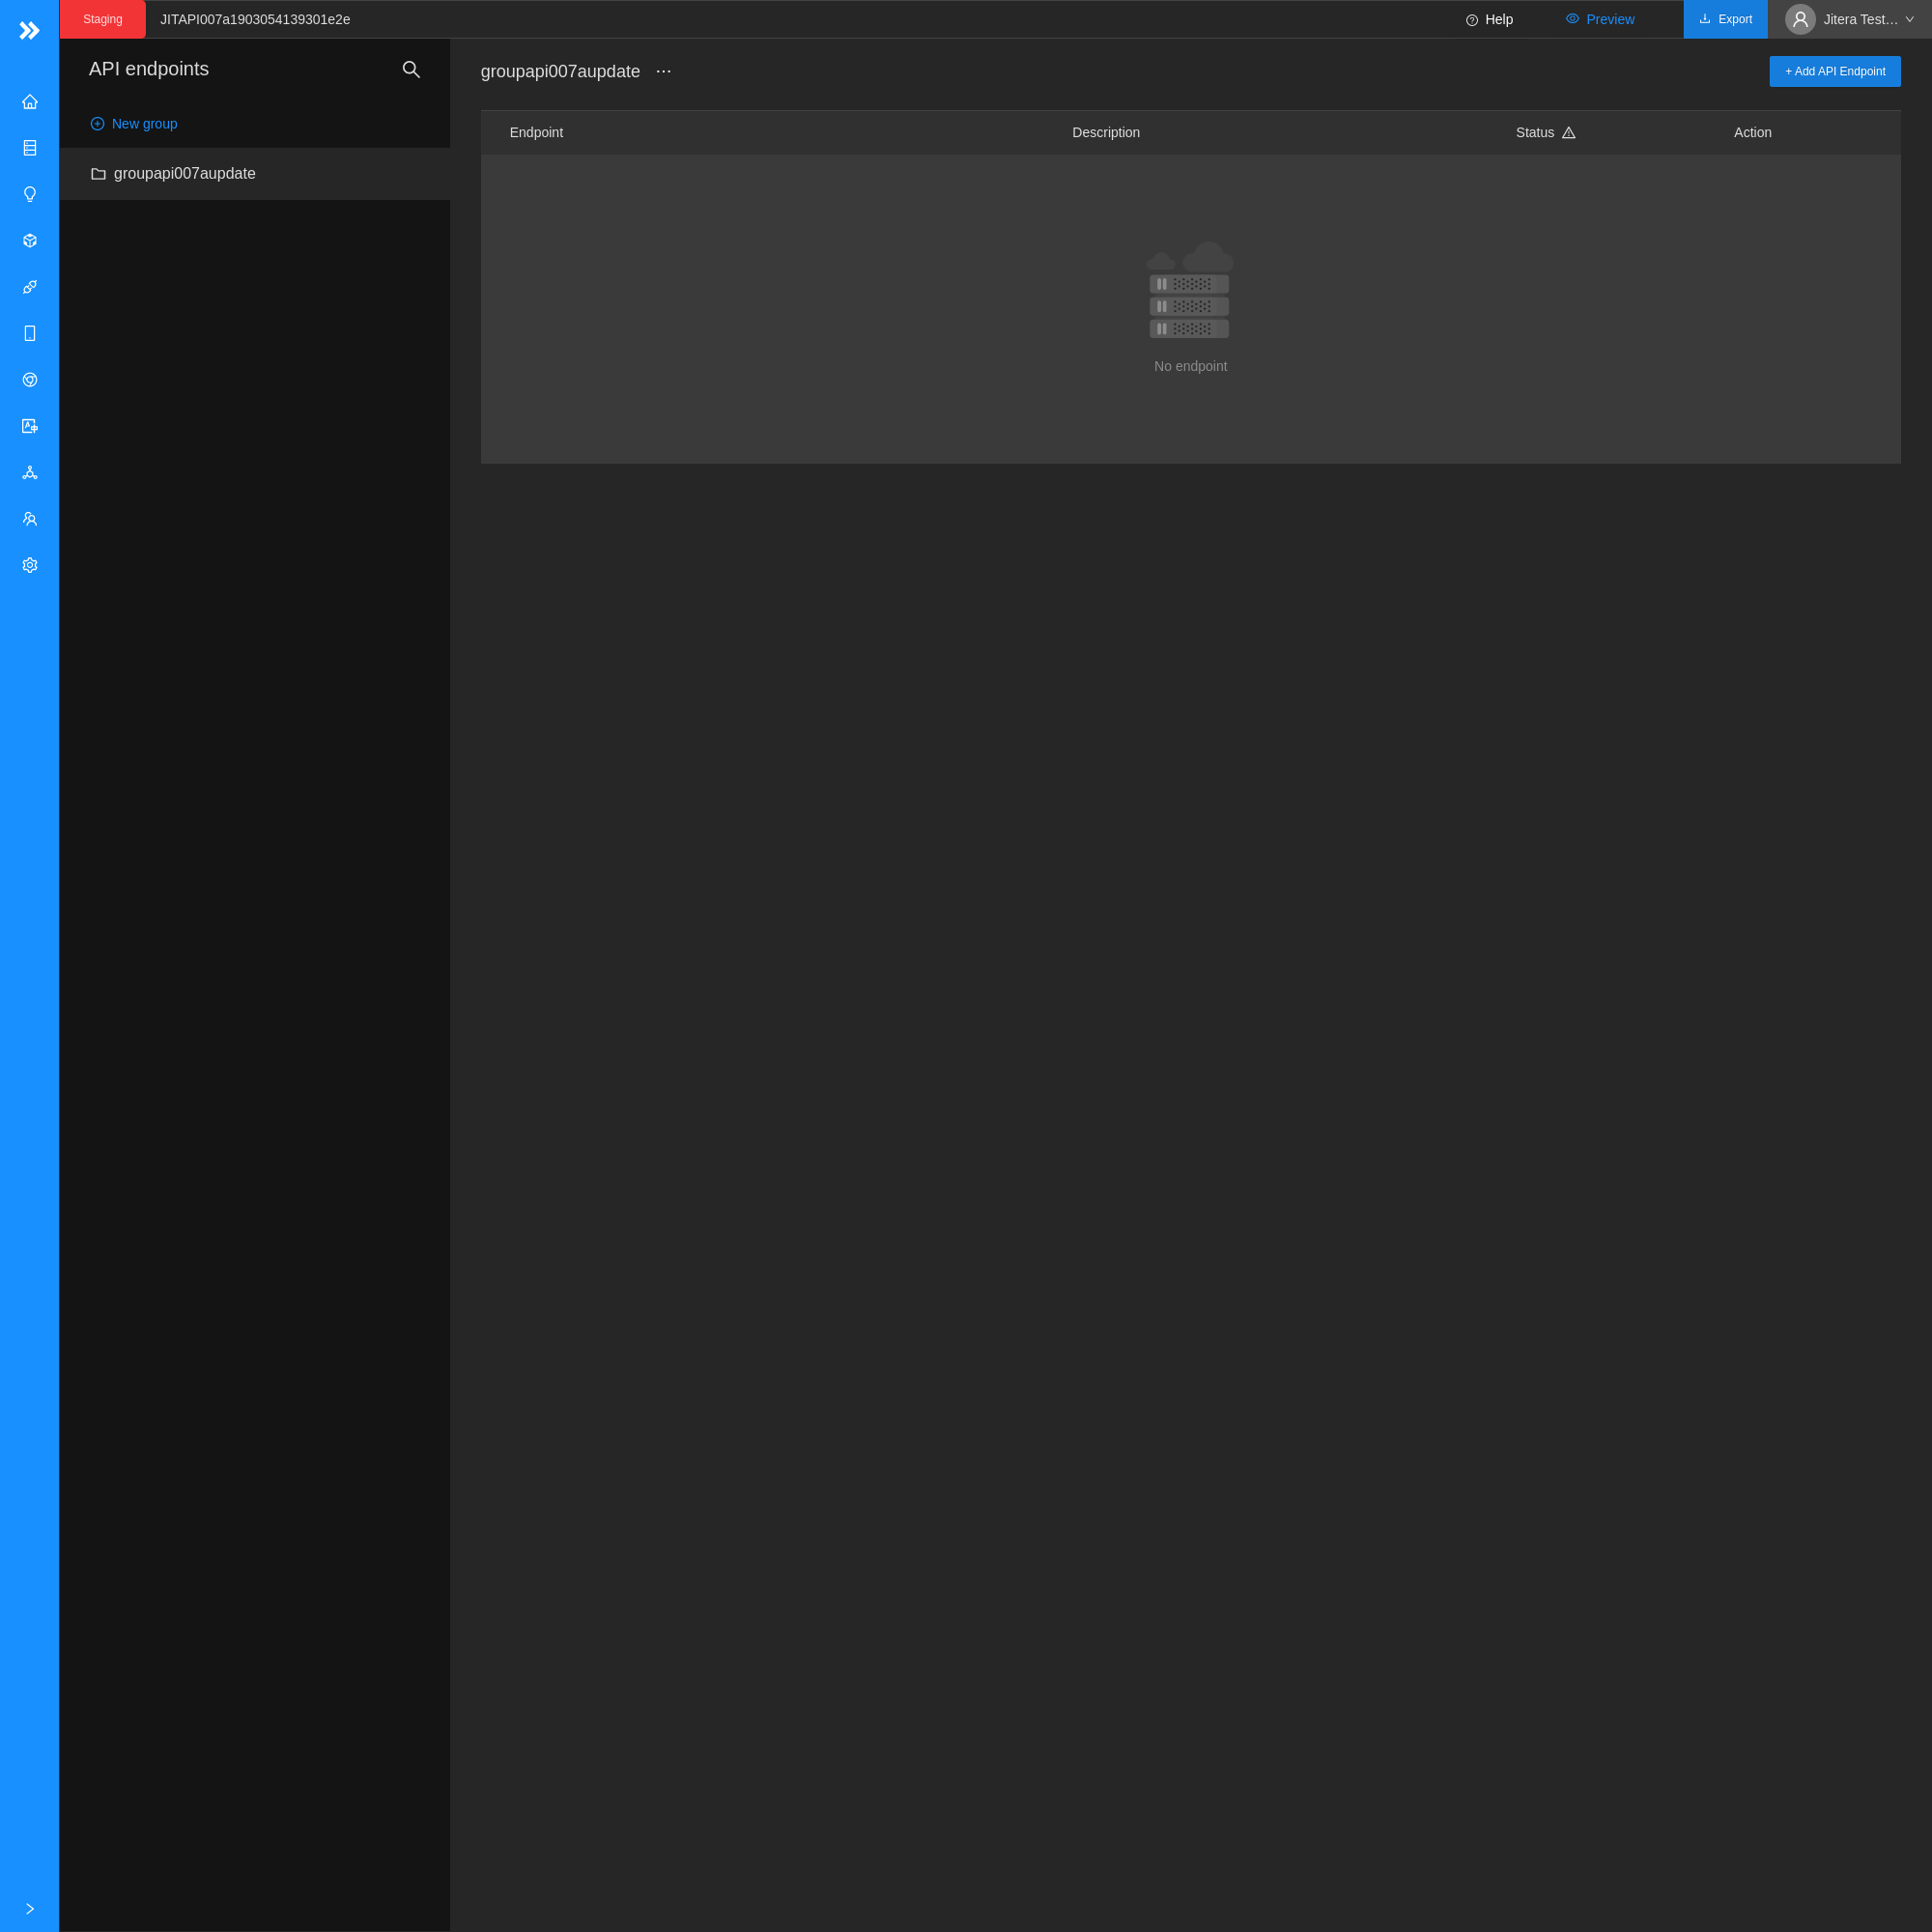 Staging
JITAPI007a1903054139301e2e
Help
Preview
Export
Jitera Test…
API endpoints
New group
groupapi007aupdate
groupapi007aupdate
+ Add API Endpoint
Endpoint
Description
Status
Action
No endpoint